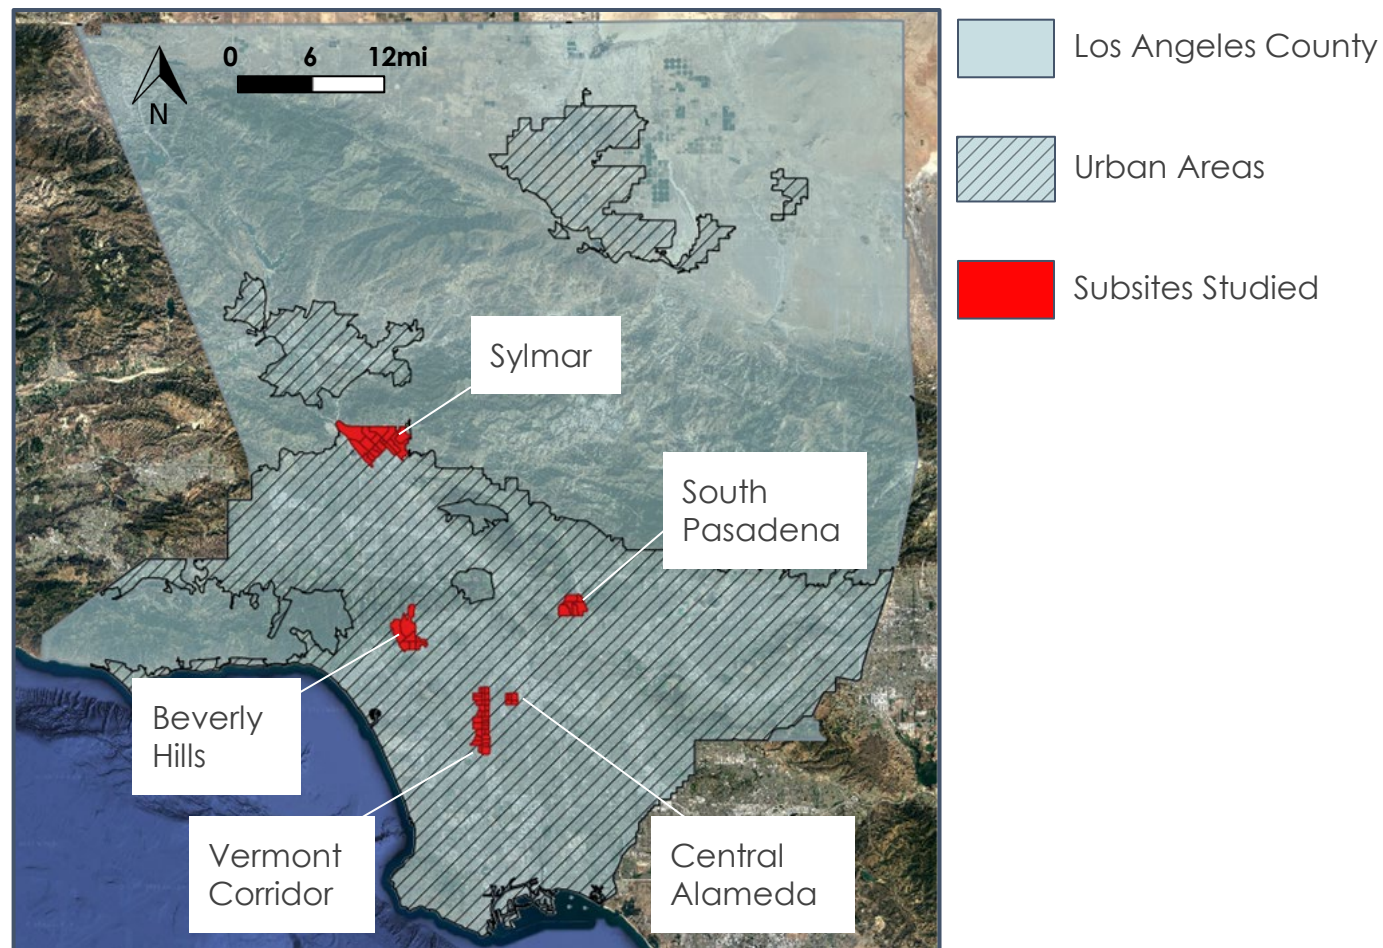 0 6 12mi
N
Los Angeles County
Urban Areas
Subsites Studied
Sylmar
South
Pasadena
Beverly
Hills
Vermont
Corridor
Central
Alameda